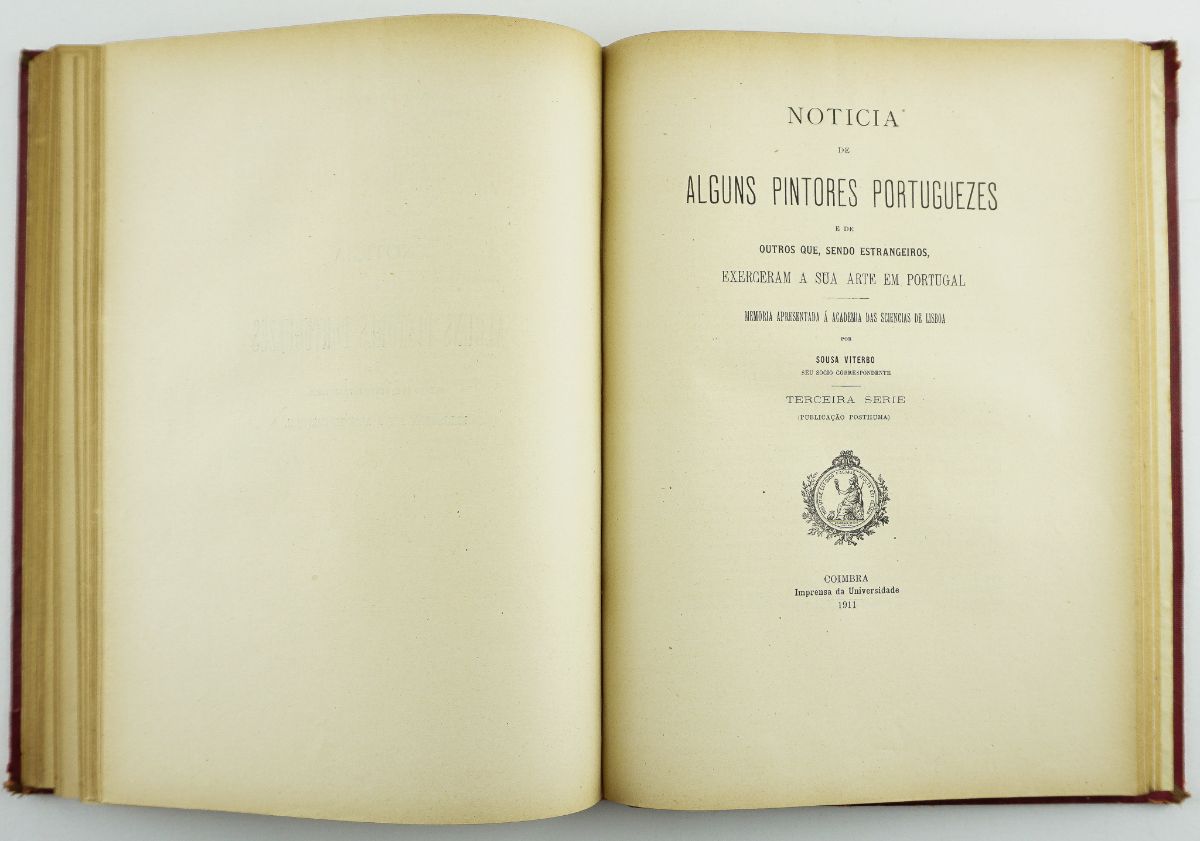 NOTICIA
DE
ALGUNS PINTORES PORTUGUEZES
E DE
OUTROS QUE, SENDO ESTRANGEIROS,
EXERCERAM A SUA ARTE EM PORTUGAL
MEMORIA APRESENTADA Á ACADEMIA DAS SCIENCIAS DE LISBOA
POR
SOUSA VITERBO
SEU SOCIO CORRESPONDENTE
TERCEIRA SERIE
(PUBLICAÇÃO POSTHUMA)
COIMBRA
Imprensa da Universidade
1911